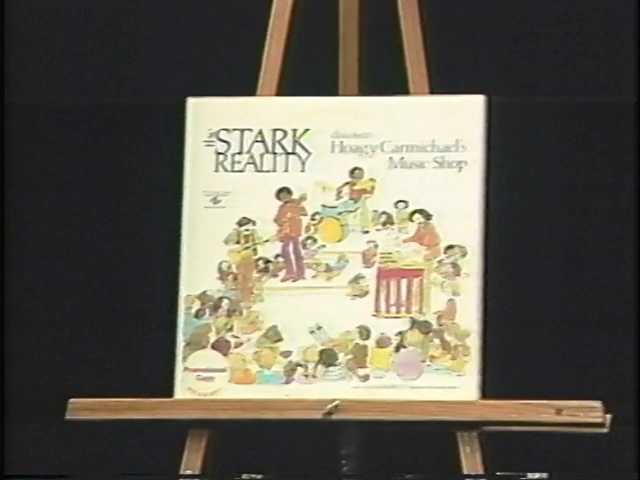 The STARK
REALITY
discovers
Hoagy Carmichael's
Music Shop